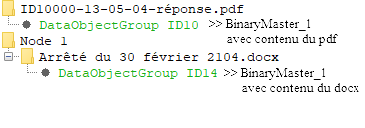 ID10000-13-05-04-réponse.pdf
DataObjectGroup ID10 >> BinaryMaster_1
avec contenu du pdf
Node 1
Arrêté du 30 février 2104.docx
DataObjectGroup ID14 >> BinaryMaster_1
avec contenu du docx